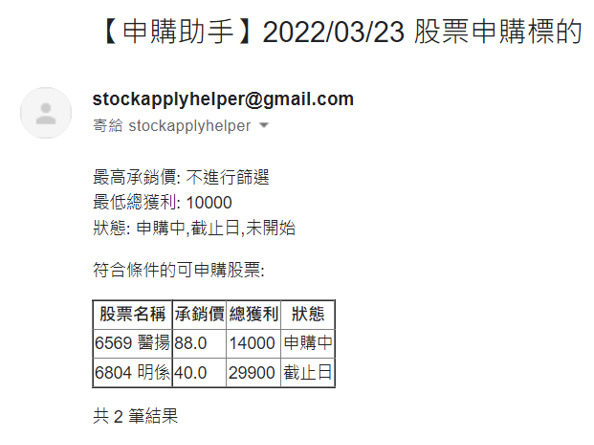 【申購助手】2022/03/23 股票申購標的
stockapplyhelper@gmail.com
寄給 stockapplyhelper
最高承銷價: 不進行篩選
最低總獲利: 10000
狀態: 申購中,截止日,未開始
符合條件的可申購股票:
股票名稱 承銷價 總獲利 狀態
6569 醫揚 88.0 14000 申購中
6804 明係 40.0 29900 截止日
共 2 筆結果